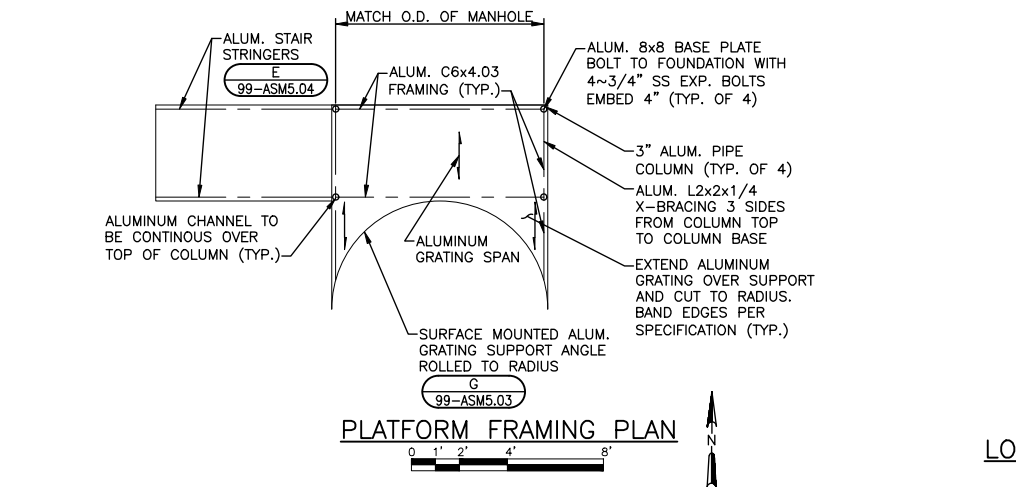 MATCH O.D. OF MANHOLE
ALUM. STAIR
STRINGERS
E
99-ASM5.04
ALUM. C6x4.03
FRAMING (TYP.)
ALUM. 8x8 BASE PLATE
BOLT TO FOUNDATION WITH
4~3/4" SS EXP. BOLTS
EMBED 4" (TYP. OF 4)
3" ALUM. PIPE
COLUMN (TYP. OF 4)
ALUM. L2x2x1/4
X-BRACING 3 SIDES
FROM COLUMN TOP
TO COLUMN BASE
ALUMINUM CHANNEL TO
BE CONTINOUS OVER
TOP OF COLUMN (TYP.)
ALUMINUM
GRATING SPAN
EXTEND ALUMINUM
GRATING OVER SUPPORT
AND CUT TO RADIUS.
BAND EDGES PER
SPECIFICATION (TYP.)
SURFACE MOUNTED ALUM.
GRATING SUPPORT ANGLE
ROLLED TO RADIUS
G
99-ASM5.03
PLATFORM FRAMING PLAN
0 1' 2' 4' 8'
N
LO